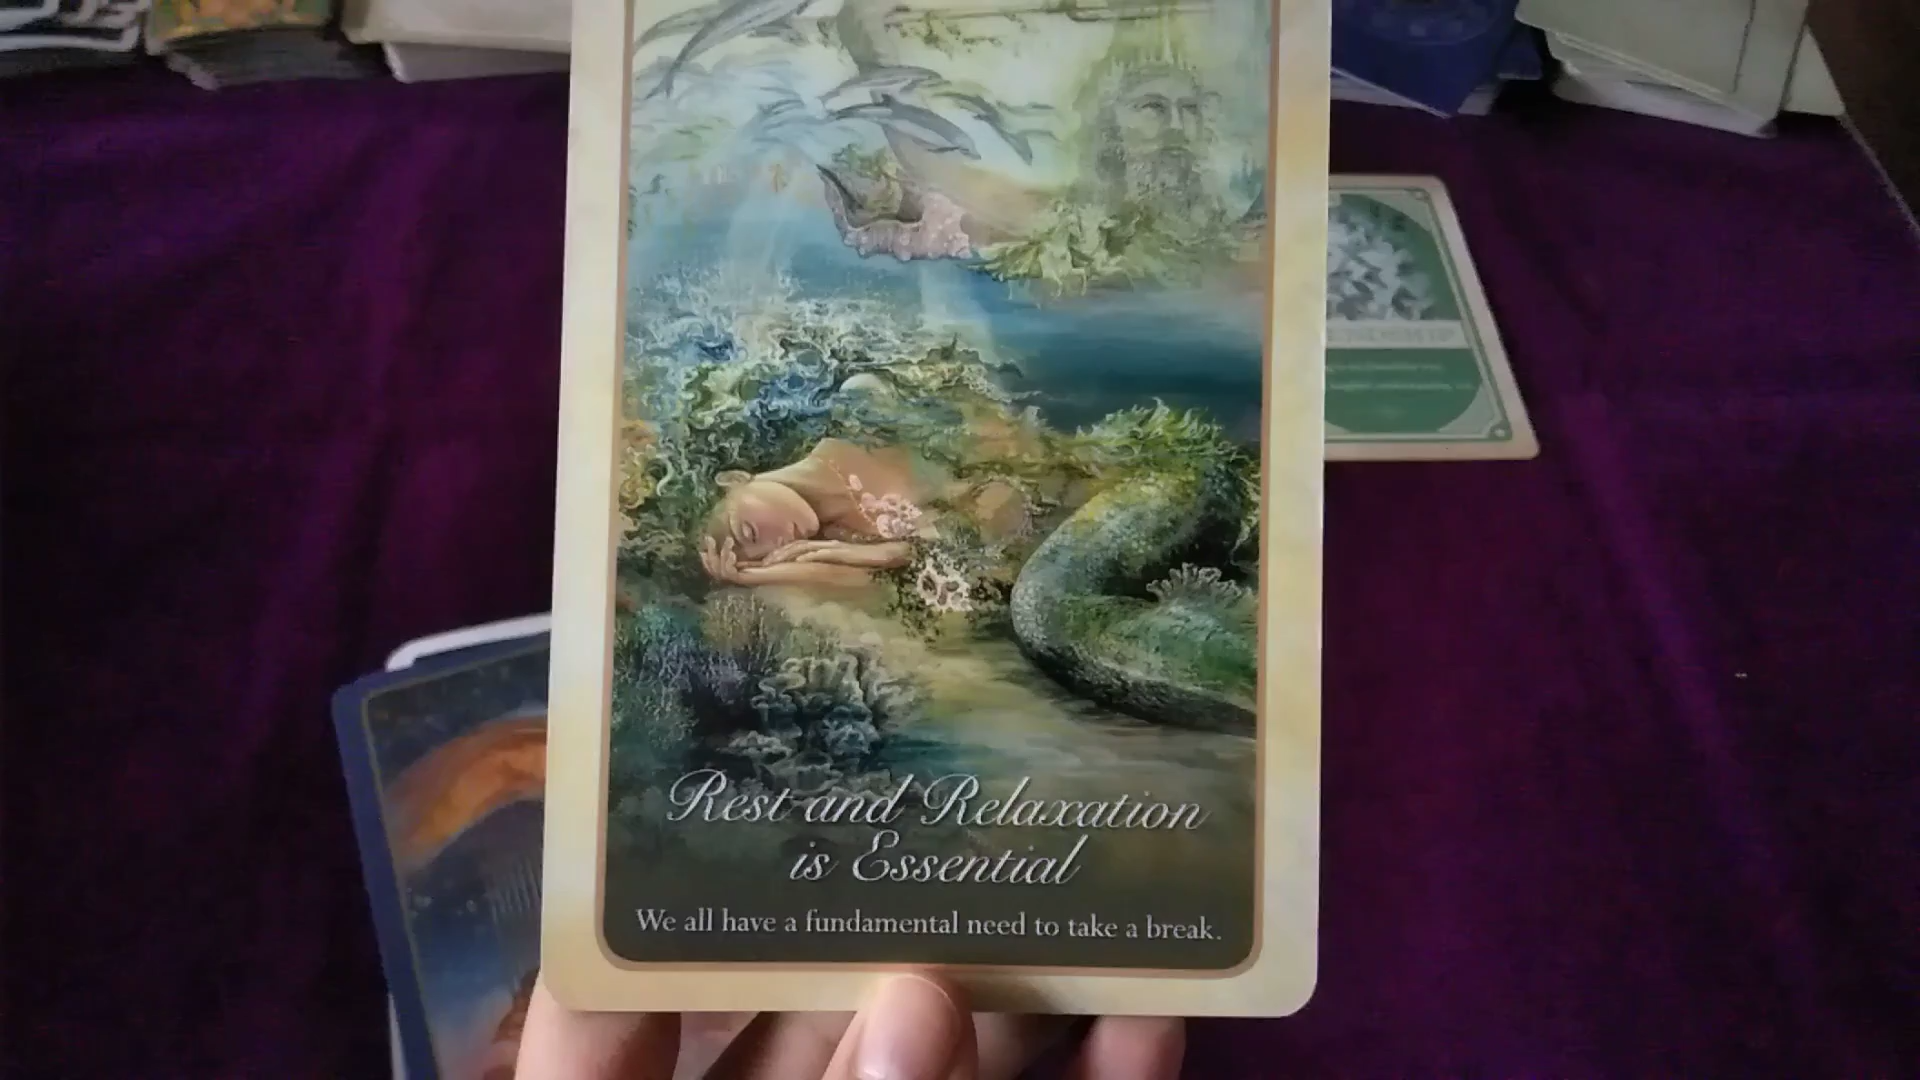 Rest and Relaxation
is Essential
We all have a fundamental need to take a break.